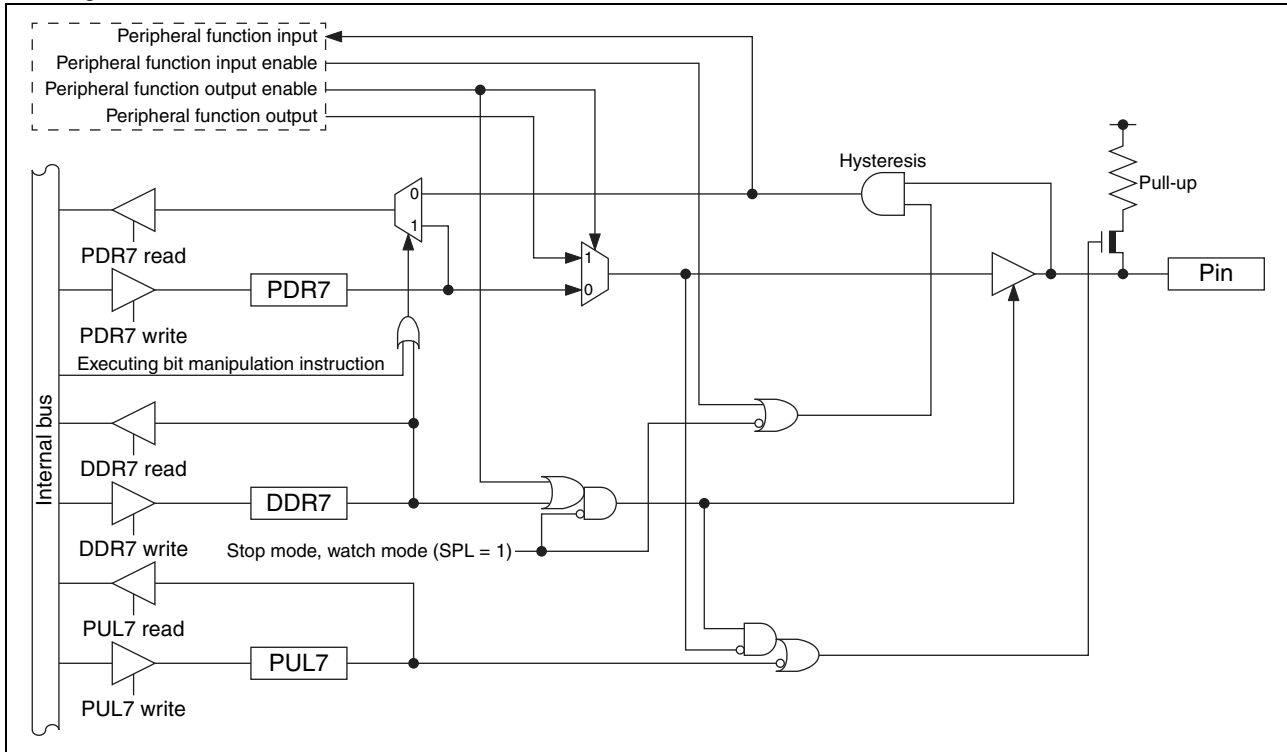 Peripheral function input
Peripheral function input enable
Peripheral function output enable
Peripheral function output
Hysteresis
Pull-up
0
1
PDR7 read
1
0
PDR7
Pin
PDR7 write
Executing bit manipulation instruction
Internal bus
DDR7 read
DDR7
DDR7 write
Stop mode, watch mode (SPL = 1)
PUL7 read
PUL7
PUL7 write